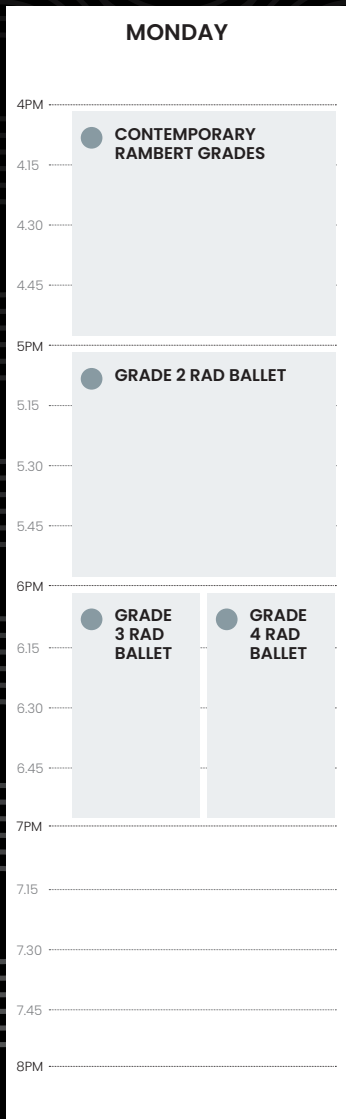 MONDAY
4PM
CONTEMPORARY
RAMBERT GRADES
4.15
4.30
4.45
5PM
GRADE 2 RAD BALLET
5.15
5.30
5.45
6PM
GRADE
3 RAD
BALLET
GRADE
4 RAD
BALLET
6.15
6.30
6.45
7PM
7.15
7.30
7.45
8PM